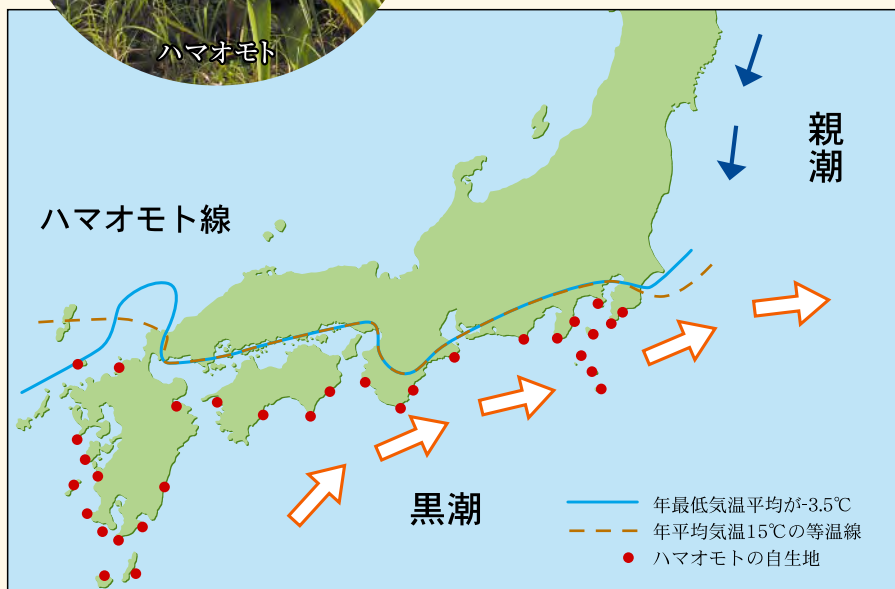 ハマオモト
親潮
ハマオモト線
黒潮
年最低気温平均が-3.5℃
年平均気温15℃の等温線
ハマオモトの自生地